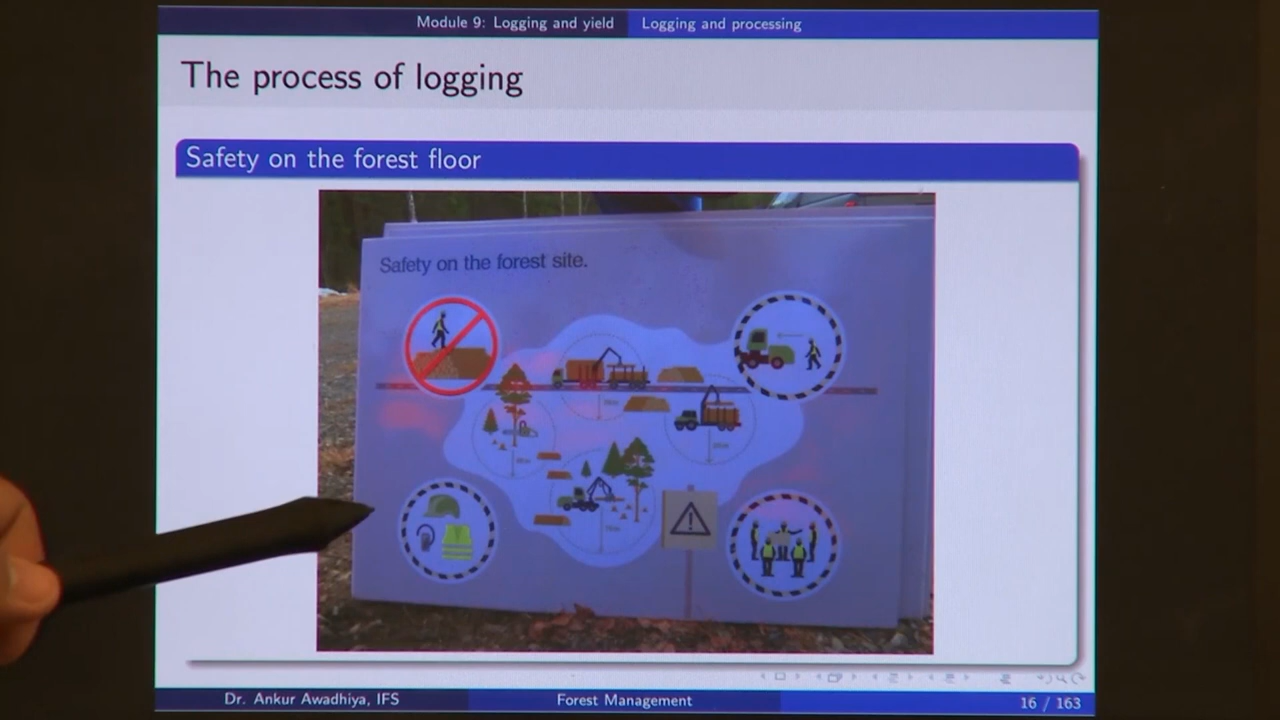 Module 9: Logging and yield Logging and processing
The process of logging
Safety on the forest floor
Safety on the forest site.
Dr. Ankur Awadhiya, IFS Forest Management 16 / 163